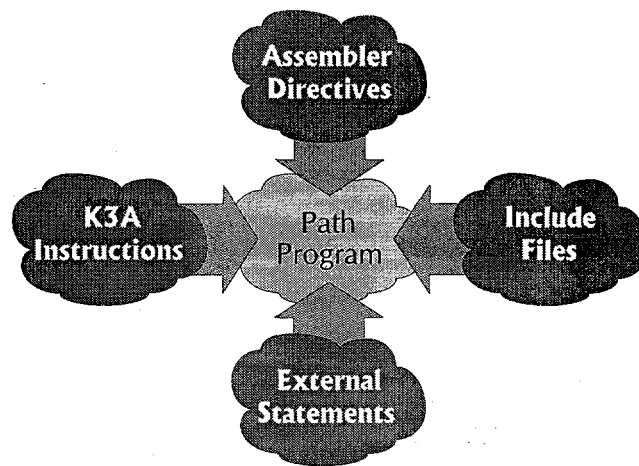 Assembler
Directives
K3A
Instructions
Path
Program
Include
Files
External
Statements